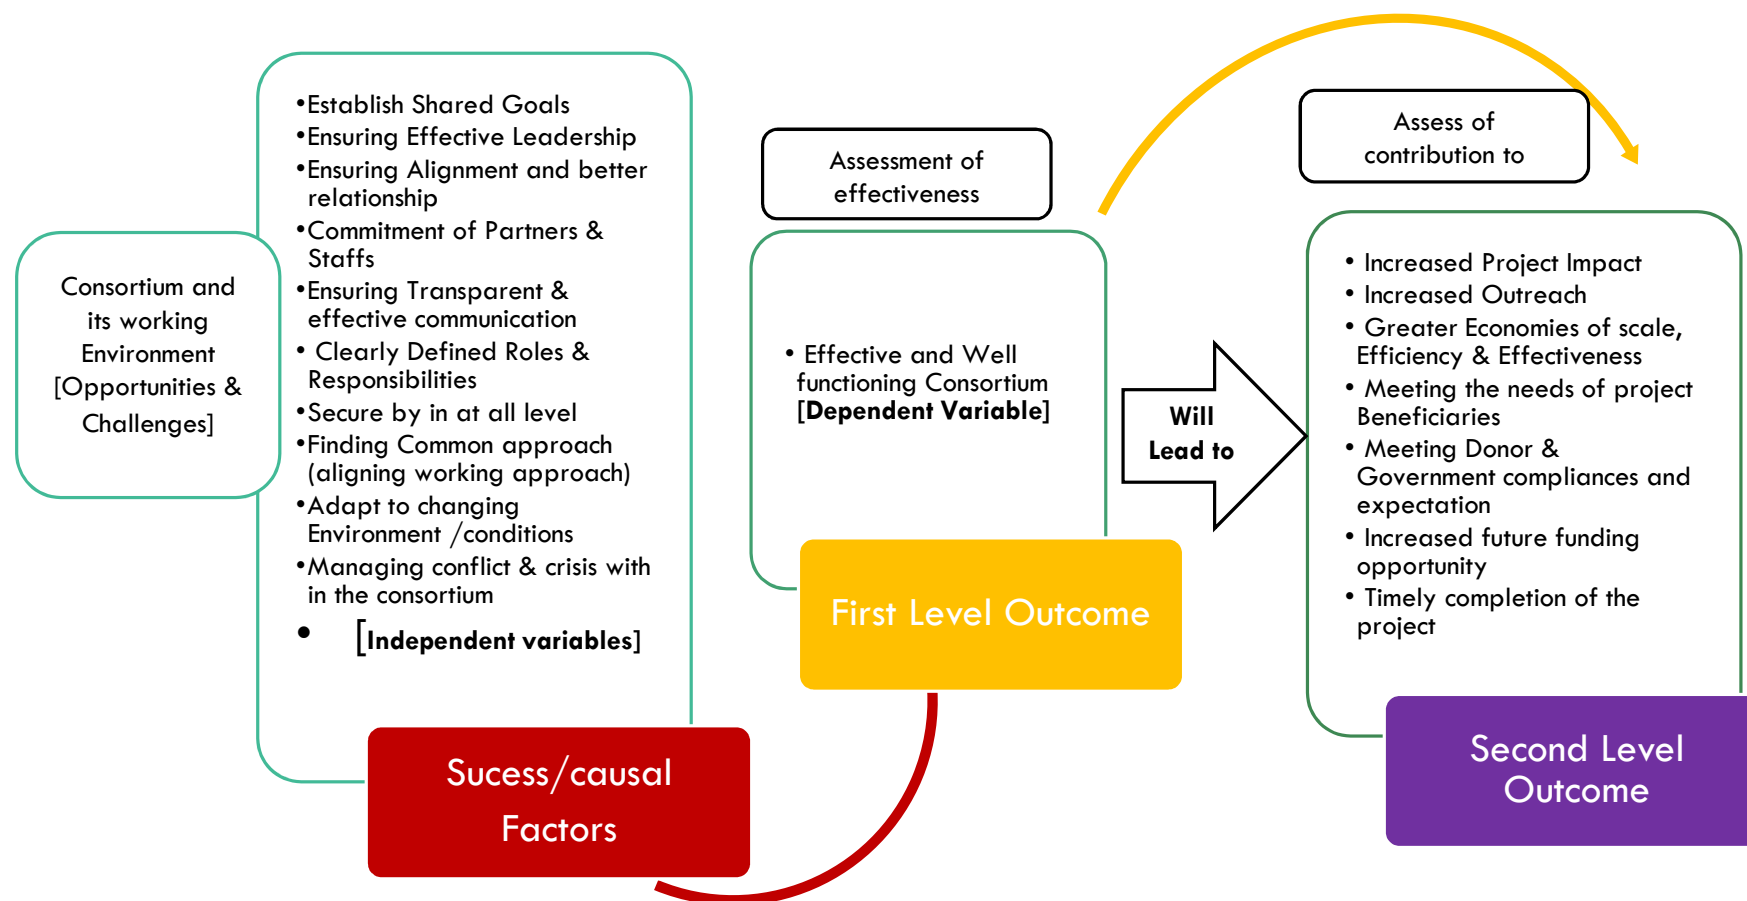 Consortium and
its working
Environment
[Opportunities &
Challenges]
•Establish Shared Goals
•Ensuring Effective Leadership
•Ensuring Alignment and better
relationship
•Commitment of Partners &
Staffs
•Ensuring Transparent &
effective communication
• Clearly Defined Roles &
Responsibilities
•Secure by in at all level
•Finding Common approach
(aligning working approach)
•Adapt to changing
Environment /conditions
•Managing conflict & crisis with
in the consortium
• [Independent variables]
Sucess/causal
Factors
Assessment of
effectiveness
• Effective and Well
functioning Consortium
[Dependent Variable]
First Level Outcome
Will
Lead to
Assess of
contribution to
• Increased Project Impact
• Increased Outreach
• Greater Economies of scale,
Efficiency & Effectiveness
• Meeting the needs of project
Beneficiaries
• Meeting Donor &
Government compliances and
expectation
• Increased future funding
opportunity
• Timely completion of the
project
Second Level
Outcome